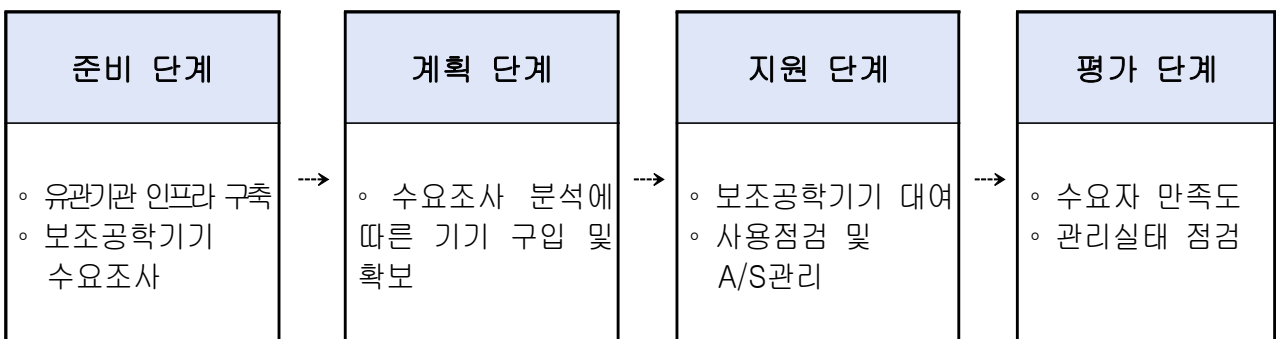 준비 단계
◦ 유관기관 인프라 구축
◦ 보조공학기기
수요조사
계획 단계
◦ 수요조사 분석에
따른 기기 구입 및
확보
지원 단계
◦ 보조공학기기 대여
◦ 사용점검 및
A/S관리
평가 단계
◦ 수요자 만족도
◦ 관리실태 점검